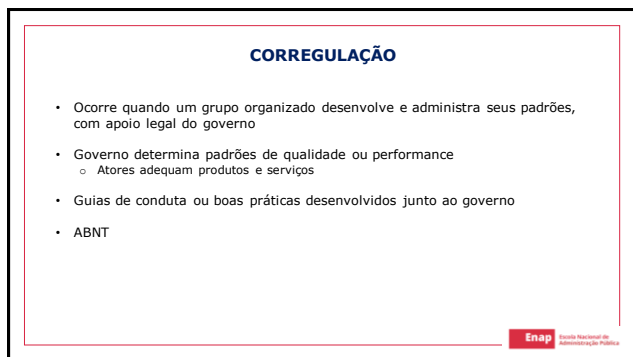 CORREGULAÇÃO
• Ocorre quando um grupo organizado desenvolve e administra seus padrões,
com apoio legal do governo
• Governo determina padrões de qualidade ou performance
o Atores adequam produtos e serviços
• Guias de conduta ou boas práticas desenvolvidos junto ao governo
• ABNT
Enap Escola Nacional de
Administração Pública